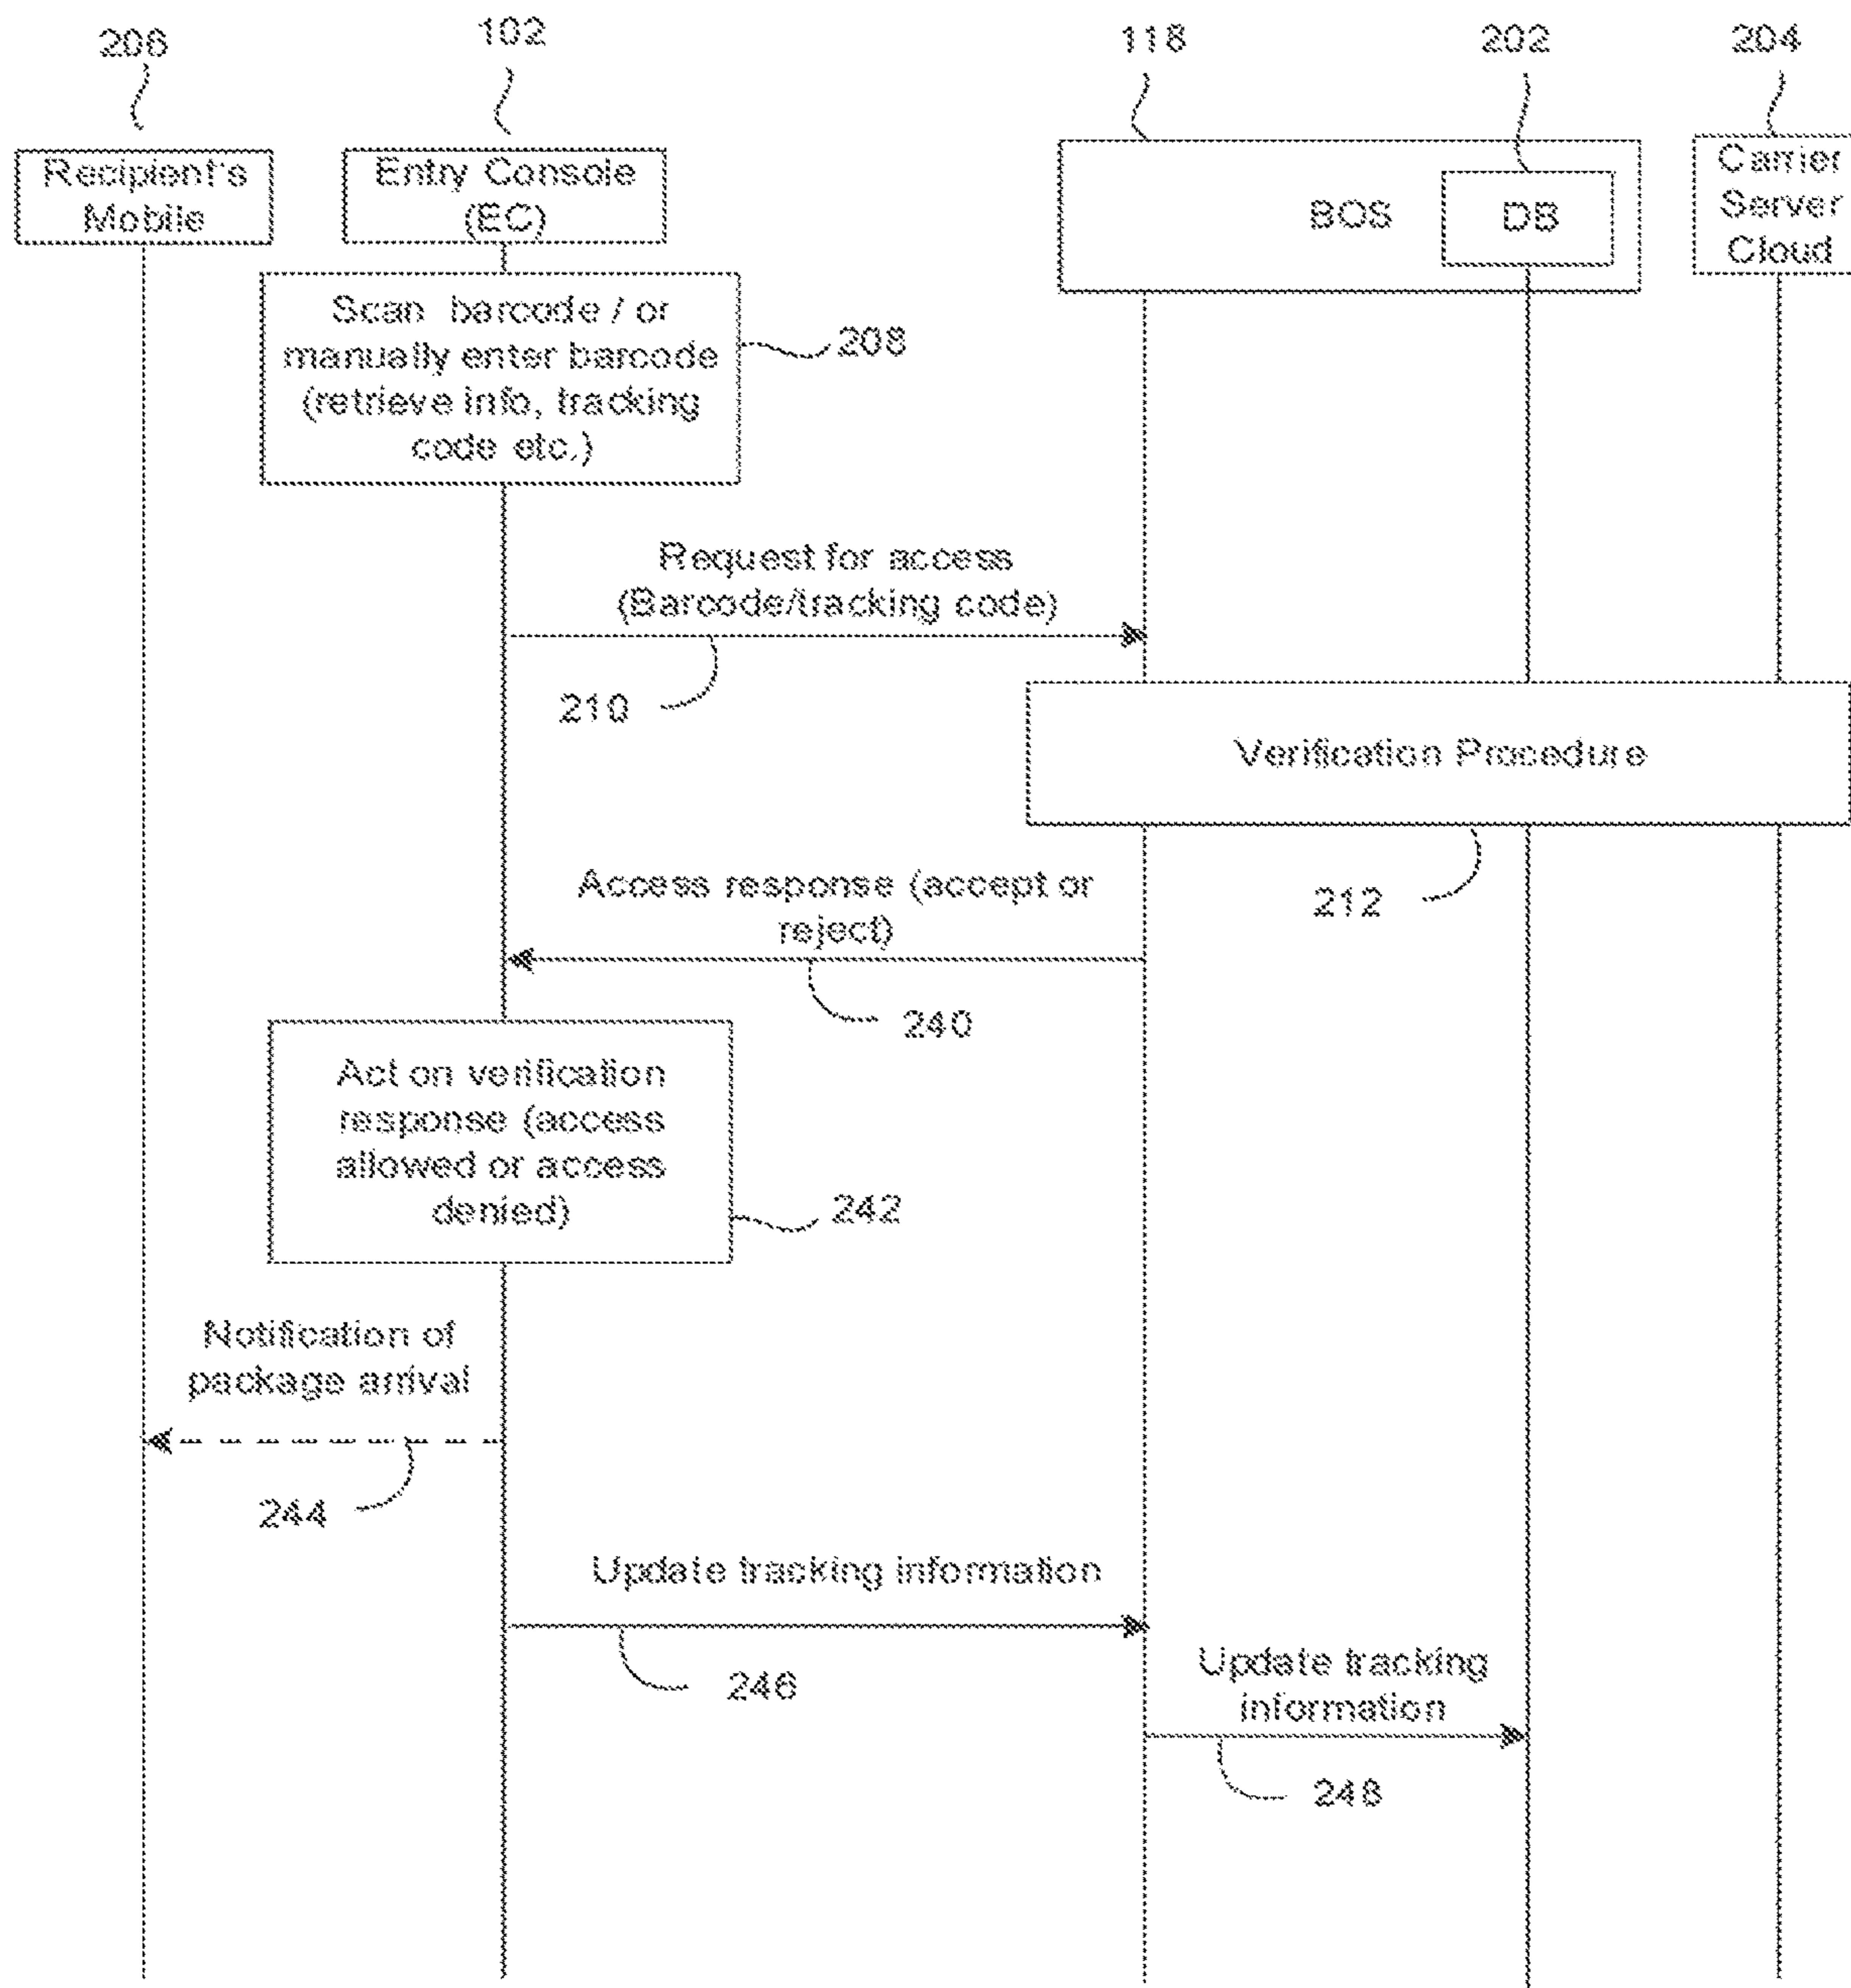 206
102
118
202
204
Recipient's
Mobile
Entry Console
(EC)
BOS
DB
Carrier
Server
Cloud
Scan barcode / or
manually enter barcode
(retrieve info, tracking
code etc.)
208
Request for access
(Barcode/tracking code)
210
Verification Procedure
212
Access response (accept or
reject)
240
Act on verification
response (access
allowed or access
denied)
242
Notification of
package arrival
244
Update tracking information
246
Update tracking
information
248